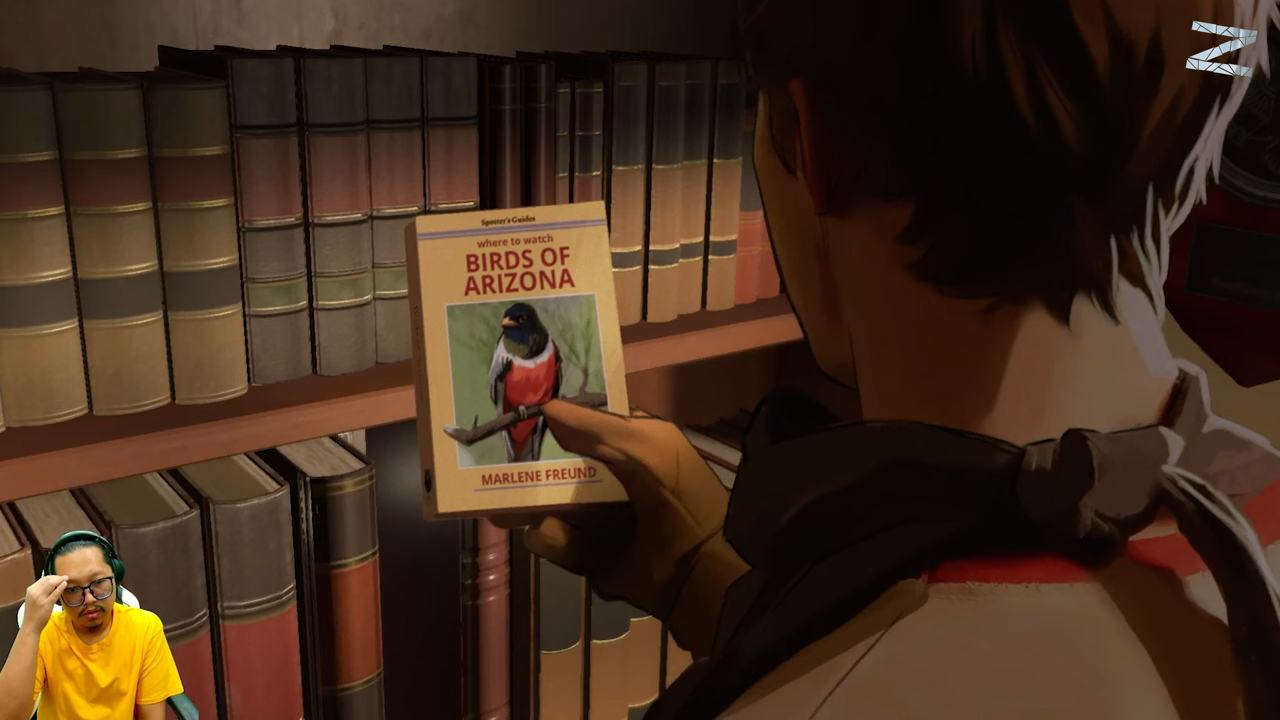 Spotter's Guides
where to watch
BIRDS OF
ARIZONA
MARLENE FREUND